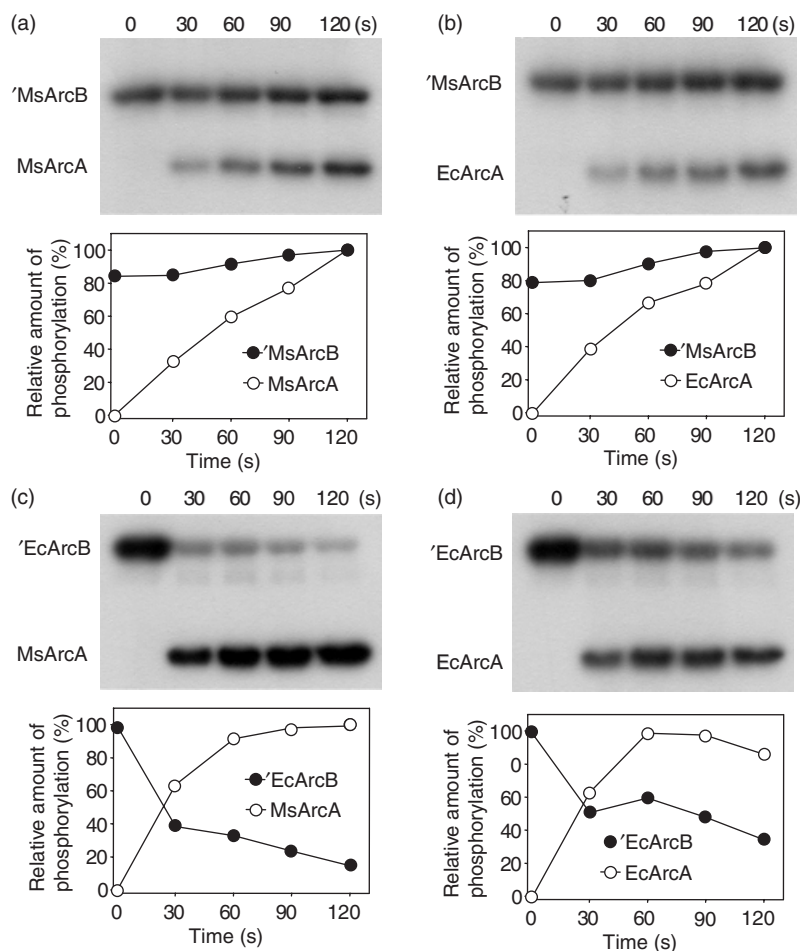 (a)
0 30 60 90 120 (s)
′MsArcB
MsArcA
Relative amount of
phosphorylation (%)
100
80
60
40
20
0
′MsArcB
MsArcA
0 30 60 90 120
Time (s)
(b)
0 30 60 90 120 (s)
′MsArcB
EcArcA
Relative amount of
phosphorylation (%)
100
80
60
40
20
0
′MsArcB
EcArcA
0 30 60 90 120
Time (s)
(c)
0 30 60 90 120 (s)
′EcArcB
MsArcA
Relative amount of
phosphorylation (%)
100
80
60
40
20
0
′EcArcB
MsArcA
0 30 60 90 120
Time (s)
(d)
0 30 60 90 120 (s)
′EcArcB
EcArcA
Relative amount of
phosphorylation (%)
100
0
60
40
20
0
′EcArcB
EcArcA
0 30 60 90 120
Time (s)